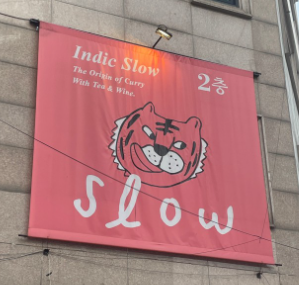 Indic Slow
The Origin of Curry
With Tea & Wine.
2층
slow